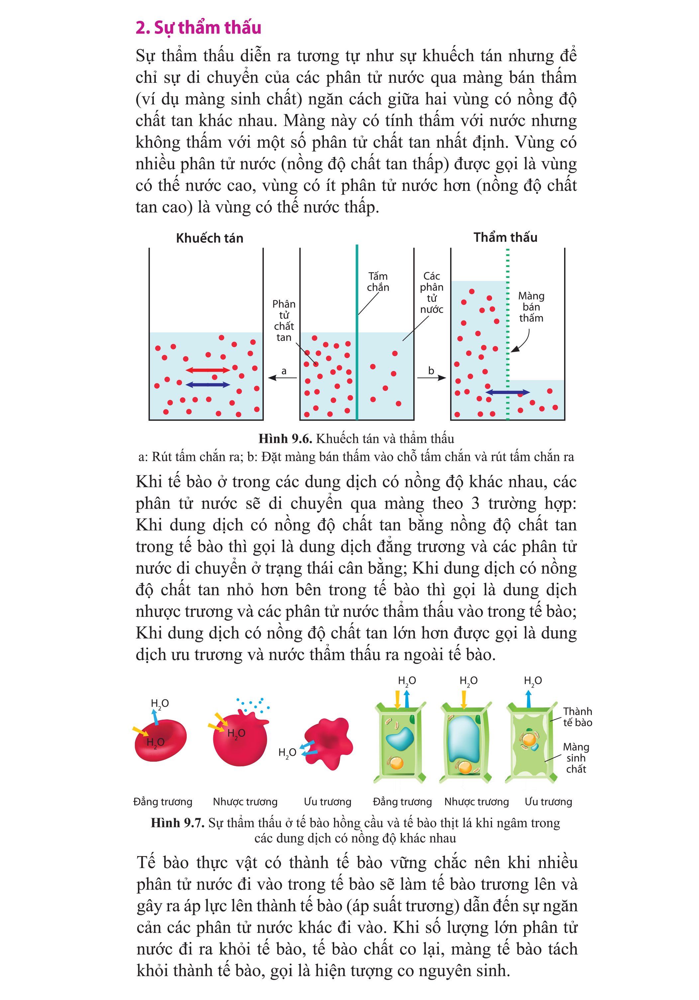 2. Sự thẩm thấu
Sự thẩm thấu diễn ra tương tự như sự khuếch tán nhưng để
chỉ sự di chuyển của các phân tử nước qua màng bán thấm
(ví dụ màng sinh chất) ngăn cách giữa hai vùng có nồng độ
chất tan khác nhau. Màng này có tính thấm với nước nhưng
không thấm với một số phân tử chất tan nhất định. Vùng có
nhiều phân tử nước (nồng độ chất tan thấp) được gọi là vùng
có thế nước cao, vùng có ít phân tử nước hơn (nồng độ chất
tan cao) là vùng có thế nước thấp.
Khuếch tán
Phân
tử
chất
tan
a
Tấm
chắn
Các
phân
tử
nước
b
Thẩm thấu
Màng
bán
thấm
Hình 9.6. Khuếch tán và thẩm thấu
a: Rút tấm chắn ra; b: Đặt màng bán thấm vào chỗ tấm chắn và rút tấm chắn ra
Khi tế bào ở trong các dung dịch có nồng độ khác nhau, các
phân tử nước sẽ di chuyển qua màng theo 3 trường hợp:
Khi dung dịch có nồng độ chất tan bằng nồng độ chất tan
trong tế bào thì gọi là dung dịch đẳng trương và các phân tử
nước di chuyển ở trạng thái cân bằng; Khi dung dịch có nồng
độ chất tan nhỏ hơn bên trong tế bào thì gọi là dung dịch
nhược trương và các phân tử nước thẩm thấu vào trong tế bào;
Khi dung dịch có nồng độ chất tan lớn hơn được gọi là dung
dịch ưu trương và nước thẩm thấu ra ngoài tế bào.
H₂O
H₂O
H₂O
H₂O
H₂O
H₂O
H₂O
Thành
tế bào
Màng
sinh
chất
Đẳng trương
Nhược trương
Ưu trương
Đẳng trương
Nhược trương
Ưu trương
Hình 9.7. Sự thẩm thấu ở tế bào hồng cầu và tế bào thịt lá khi ngâm trong
các dung dịch có nồng độ khác nhau
Tế bào thực vật có thành tế bào vững chắc nên khi nhiều
phân tử nước đi vào trong tế bào sẽ làm tế bào trương lên và
gây ra áp lực lên thành tế bào (áp suất trương) dẫn đến sự ngăn
cản các phân tử nước khác đi vào. Khi số lượng lớn phân tử
nước đi ra khỏi tế bào, tế bào chất co lại, màng tế bào tách
khỏi thành tế bào, gọi là hiện tượng co nguyên sinh.